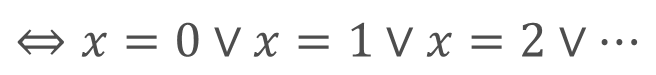 ⇔ x = 0 ∨ x = 1 ∨ x = 2 ∨ ⋯